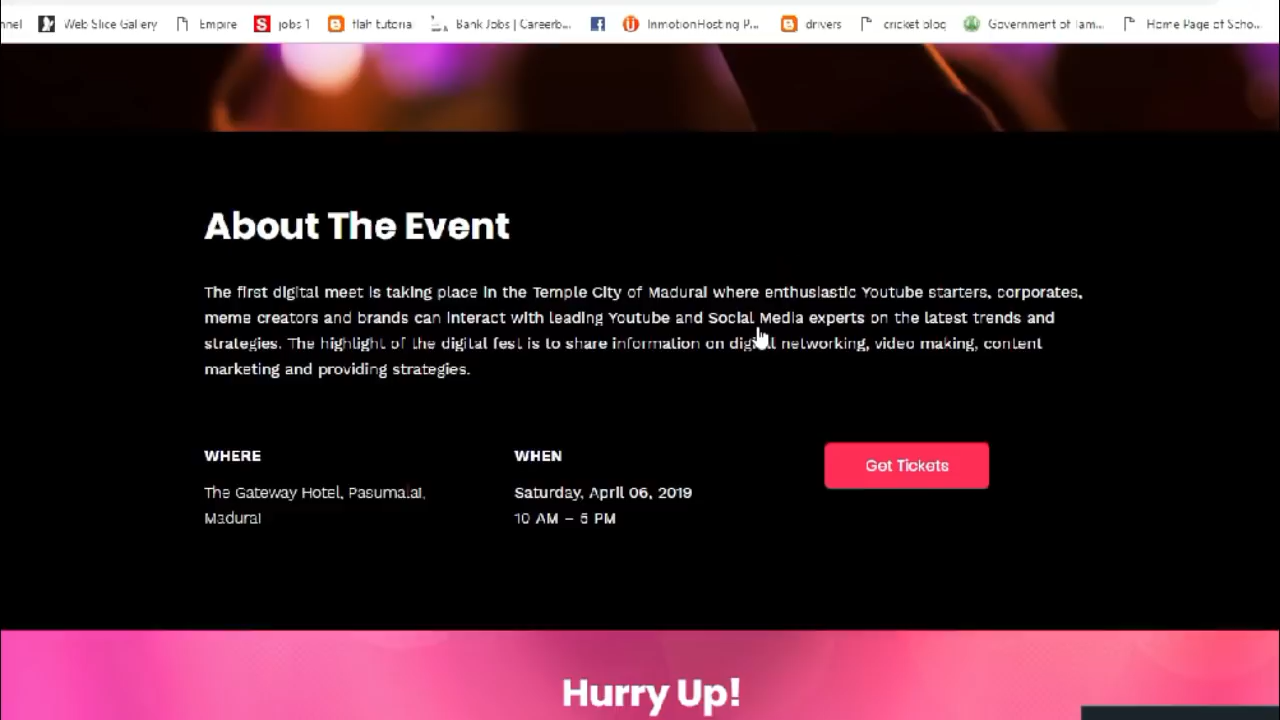 nnel Web Slice Gallery Empire jobs 1 flah tutoria Bank Jobs | Careerb... InmotionHosting P... drivers cricket blog Government of Tam... Home Page of Scho...
About The Event
The first digital meet is taking place in the Temple City of Madurai where enthusiastic Youtube starters, corporates,
meme creators and brands can interact with leading Youtube and Social Media experts on the latest trends and
strategies. The highlight of the digital fest is to share information on digital networking, video making, content
marketing and providing strategies.
WHERE WHEN Get Tickets
The Gateway Hotel, Pasumalai, Saturday, April 06, 2019
Madurai 10 AM – 5 PM
Hurry Up!